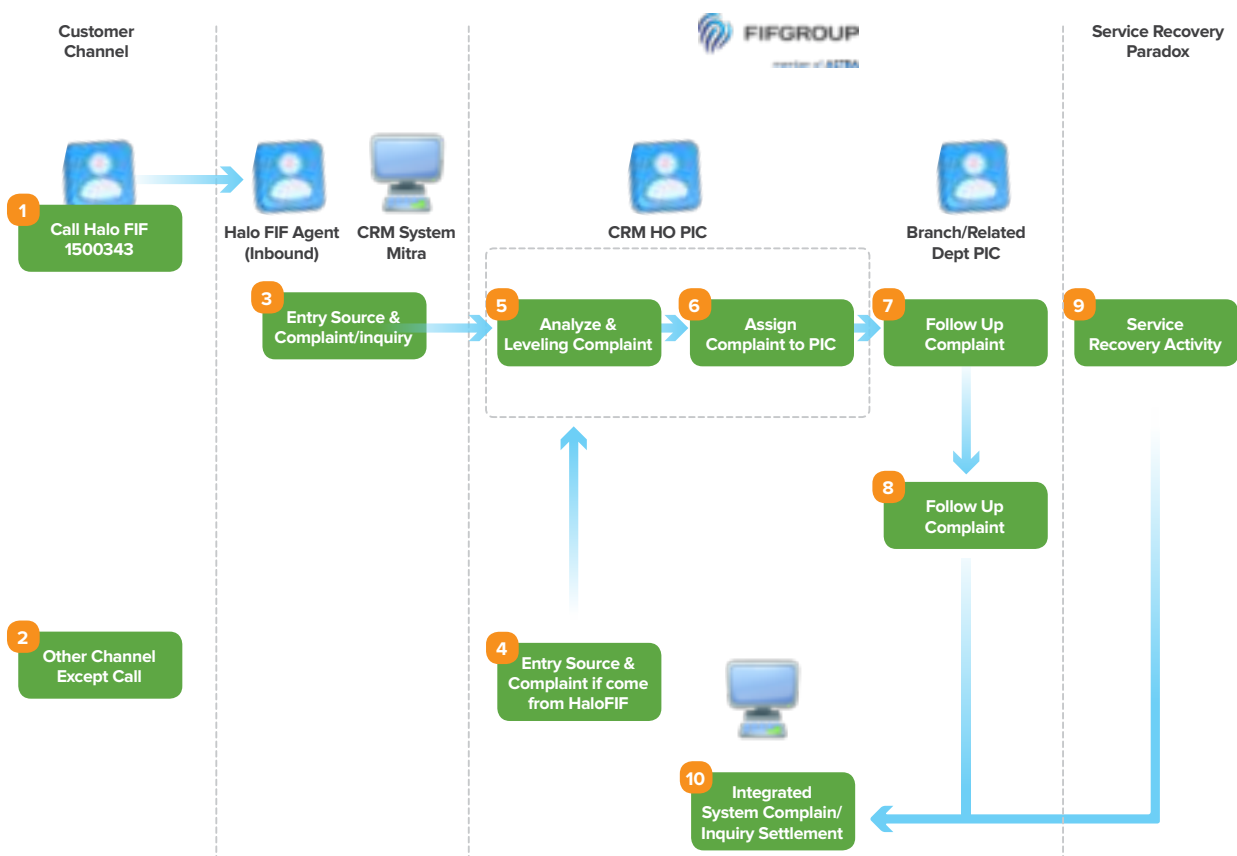 Customer
Channel
FIFGROUP
member of ASTRA
Service Recovery
Paradox
1
Call Halo FIF
1500343
Halo FIF Agent
(Inbound)
CRM System
Mitra
CRM HO PIC
Branch/Related
Dept PIC
3
Entry Source &
Complaint/inquiry
5
Analyze &
Leveling Complaint
6
Assign
Complaint to PIC
7
Follow Up
Complaint
9
Service
Recovery Activity
8
Follow Up
Complaint
2
Other Channel
Except Call
4
Entry Source &
Complaint if come
from HaloFIF
10
Integrated
System Complain/
Inquiry Settlement